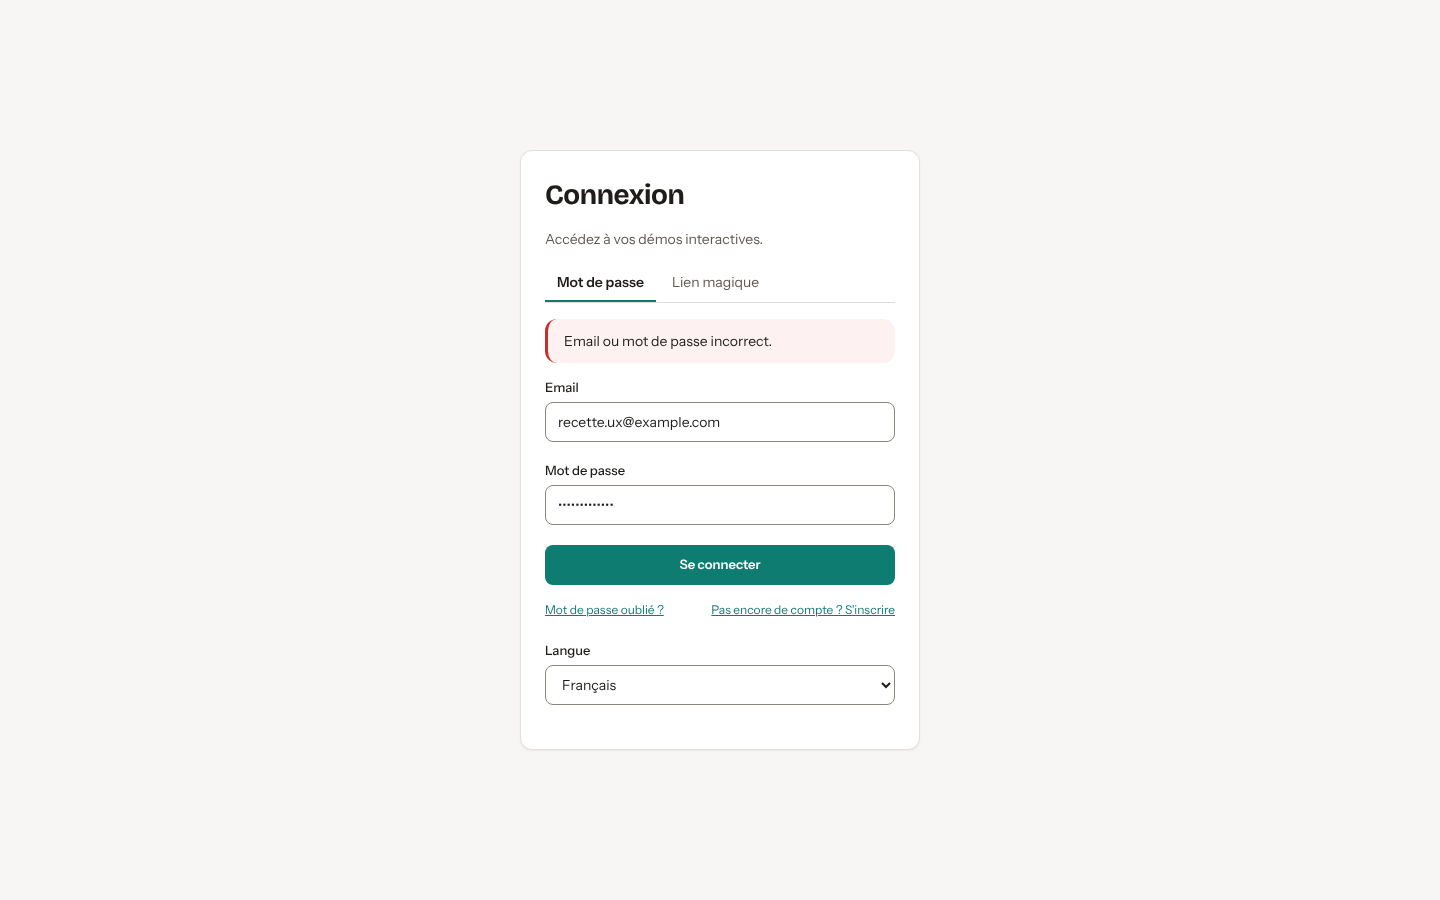 Connexion
Accédez à vos démos interactives.
Mot de passe
Lien magique
Email ou mot de passe incorrect.
Email
recette.ux@example.com
Mot de passe
•••••••••••••
Se connecter
Mot de passe oublié ?
Pas encore de compte ? S'inscrire
Langue
Français